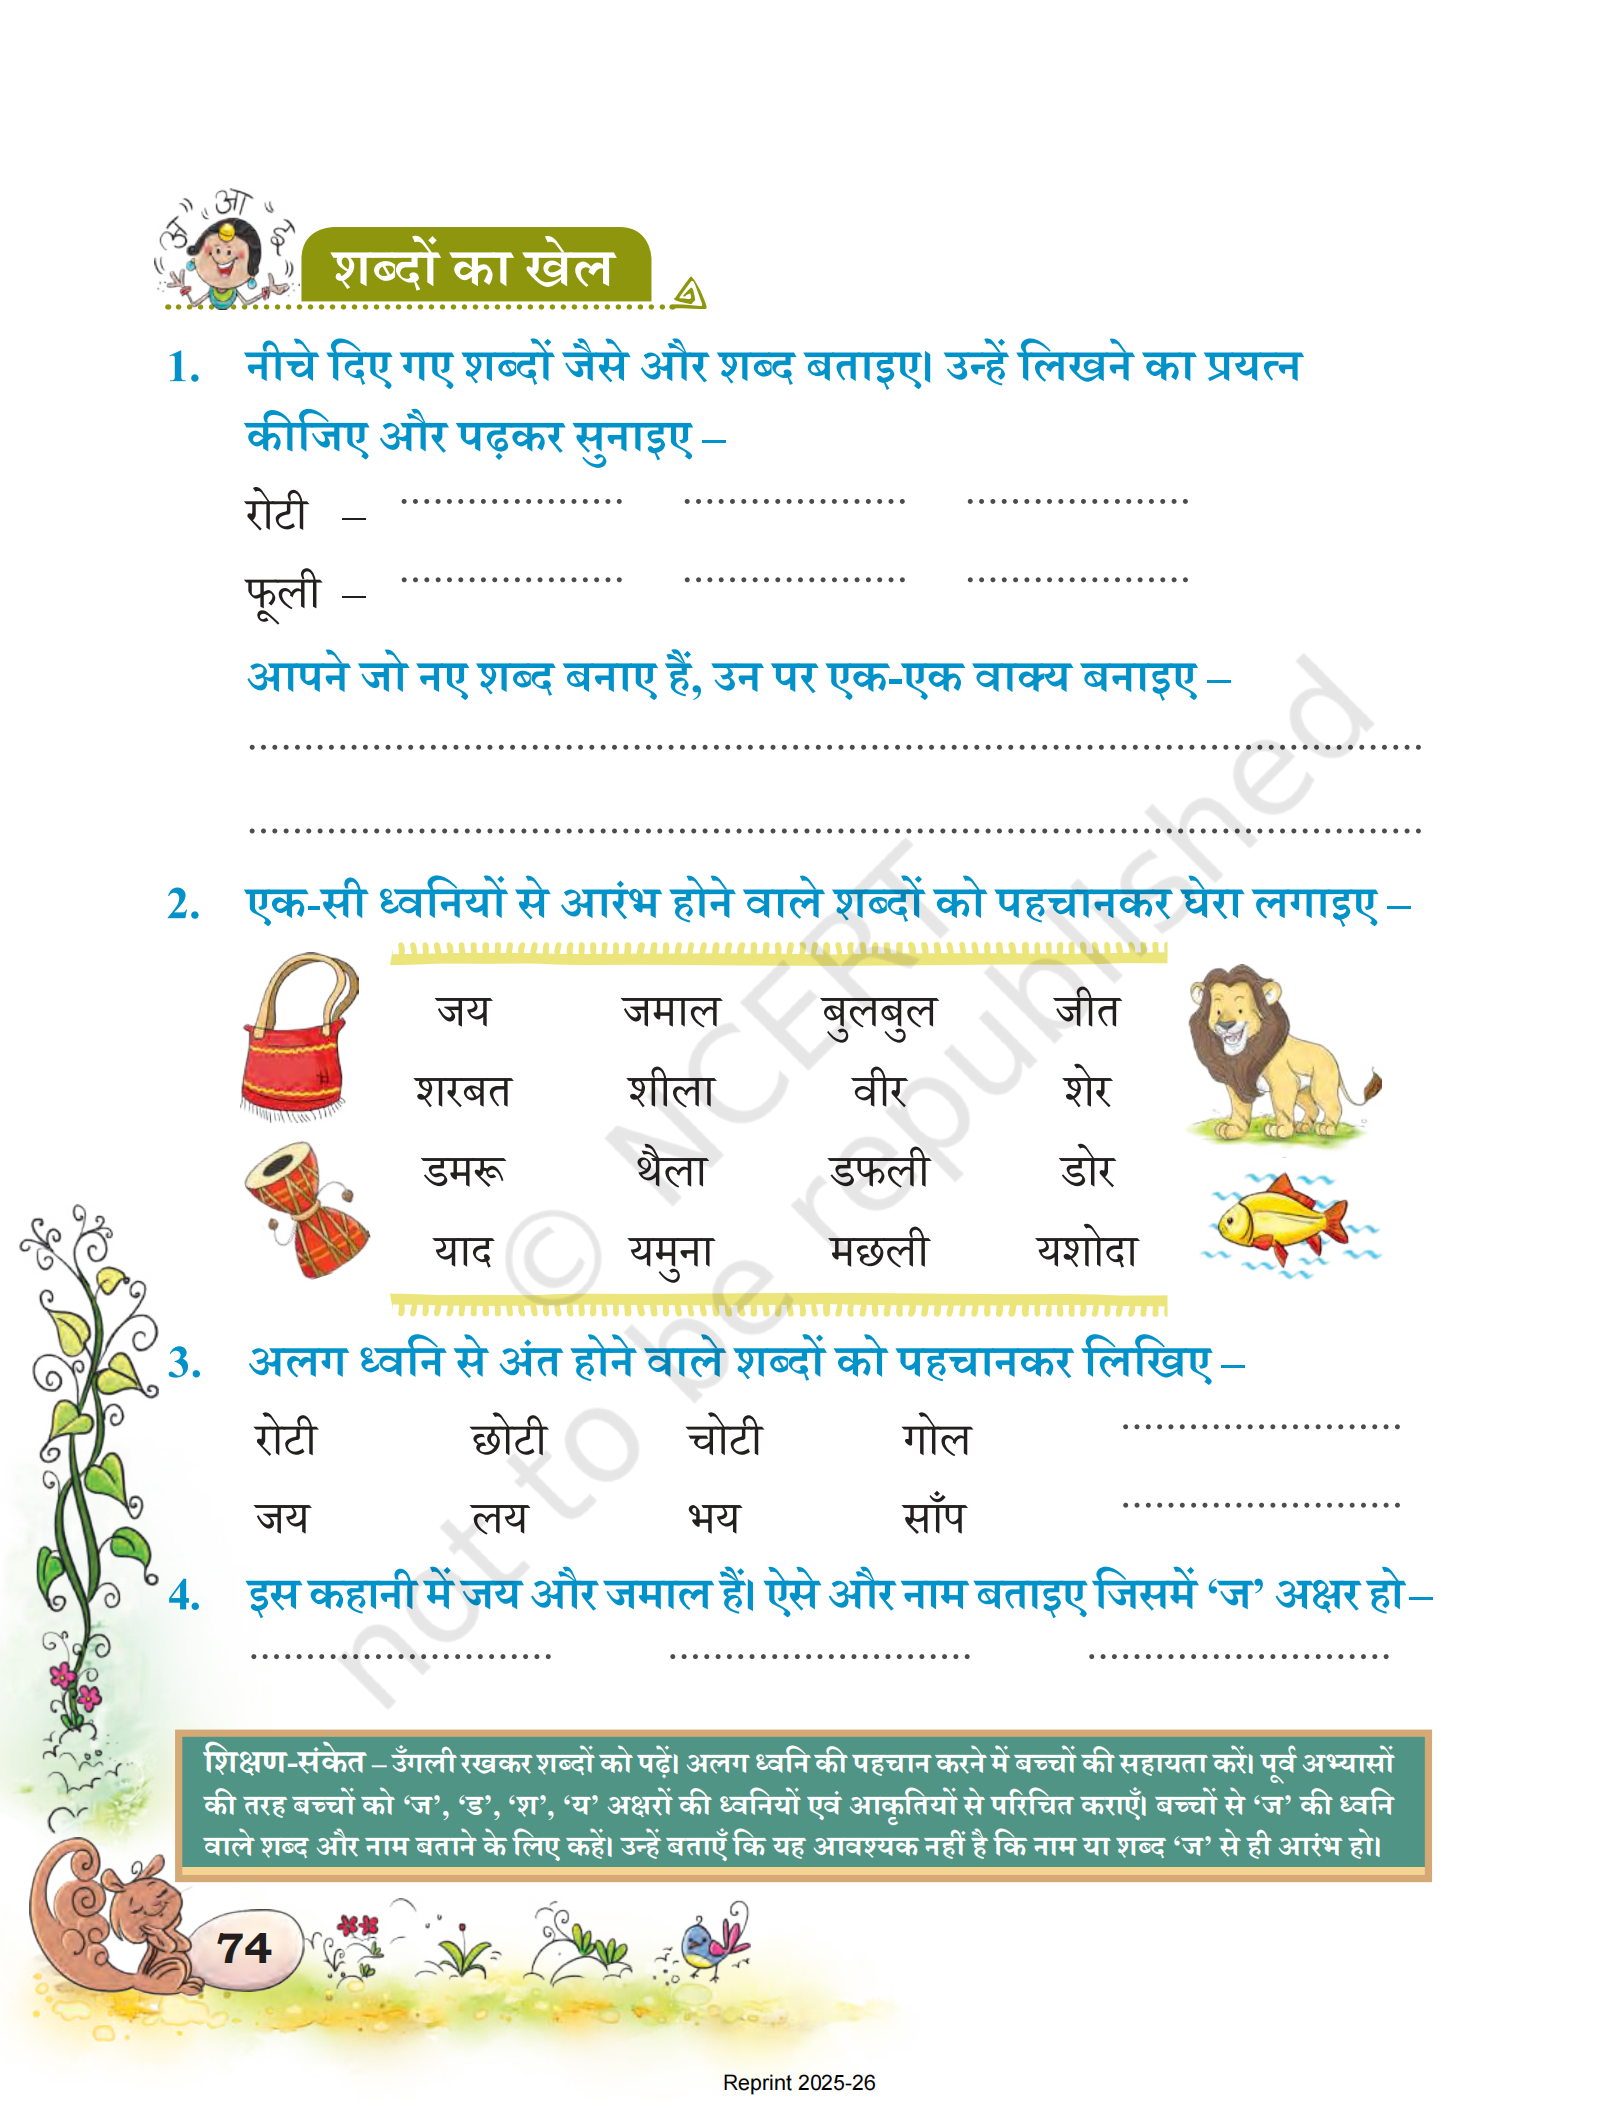 अ आ इ
शब्दों का खेल
1. नीचे दिए गए शब्दों जैसे और शब्द बताइए। उन्हें लिखने का प्रयत्न
कीजिए और पढ़कर सुनाइए –
रोटी – .................... .................... ....................
फूली – .................... .................... ....................
आपने जो नए शब्द बनाए हैं, उन पर एक-एक वाक्य बनाइए –
2. एक-सी ध्वनियों से आरंभ होने वाले शब्दों को पहचानकर घेरा लगाइए –
जय जमाल बुलबुल जीत
शरबत शीला वीर शेर
डमरू थैला डफली डोर
याद यमुना मछली यशोदा
3. अलग ध्वनि से अंत होने वाले शब्दों को पहचानकर लिखिए –
रोटी छोटी चोटी गोल .........................
जय लय भय साँप .........................
4. इस कहानी में जय और जमाल हैं। ऐसे और नाम बताइए जिसमें ‘ज’ अक्षर हो –
शिक्षण-संकेत – उँगली रखकर शब्दों को पढ़ें। अलग ध्वनि की पहचान करने में बच्चों की सहायता करें। पूर्व अभ्यासों
की तरह बच्चों को ‘ज’, ‘ड’, ‘श’, ‘य’ अक्षरों की ध्वनियों एवं आकृतियों से परिचित कराएँ। बच्चों से ‘ज’ की ध्वनि
वाले शब्द और नाम बताने के लिए कहें। उन्हें बताएँ कि यह आवश्यक नहीं है कि नाम या शब्द ‘ज’ से ही आरंभ हो।
74
Reprint 2025-26
© NCERT
not to be republished